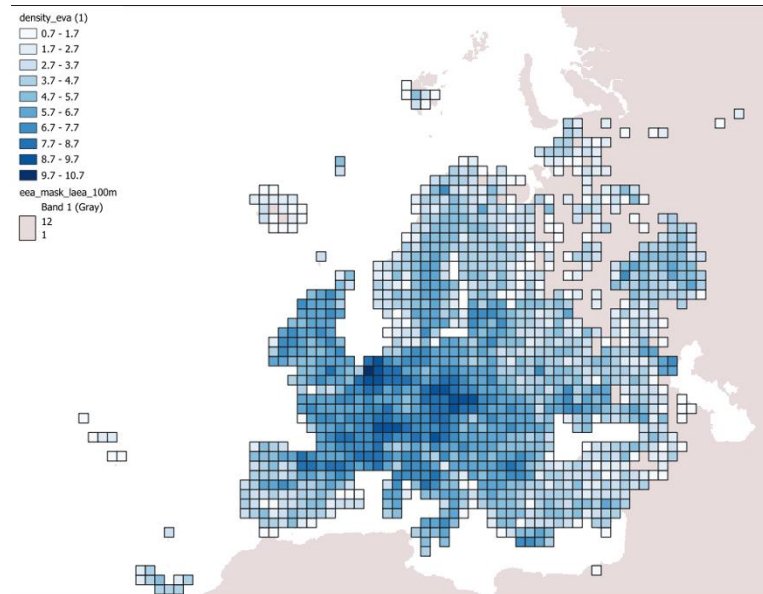 density_eva (1)
0.7 - 1.7
1.7 - 2.7
2.7 - 3.7
3.7 - 4.7
4.7 - 5.7
5.7 - 6.7
6.7 - 7.7
7.7 - 8.7
8.7 - 9.7
9.7 - 10.7
eea_mask_laea_100m
Band 1 (Gray)
12
1